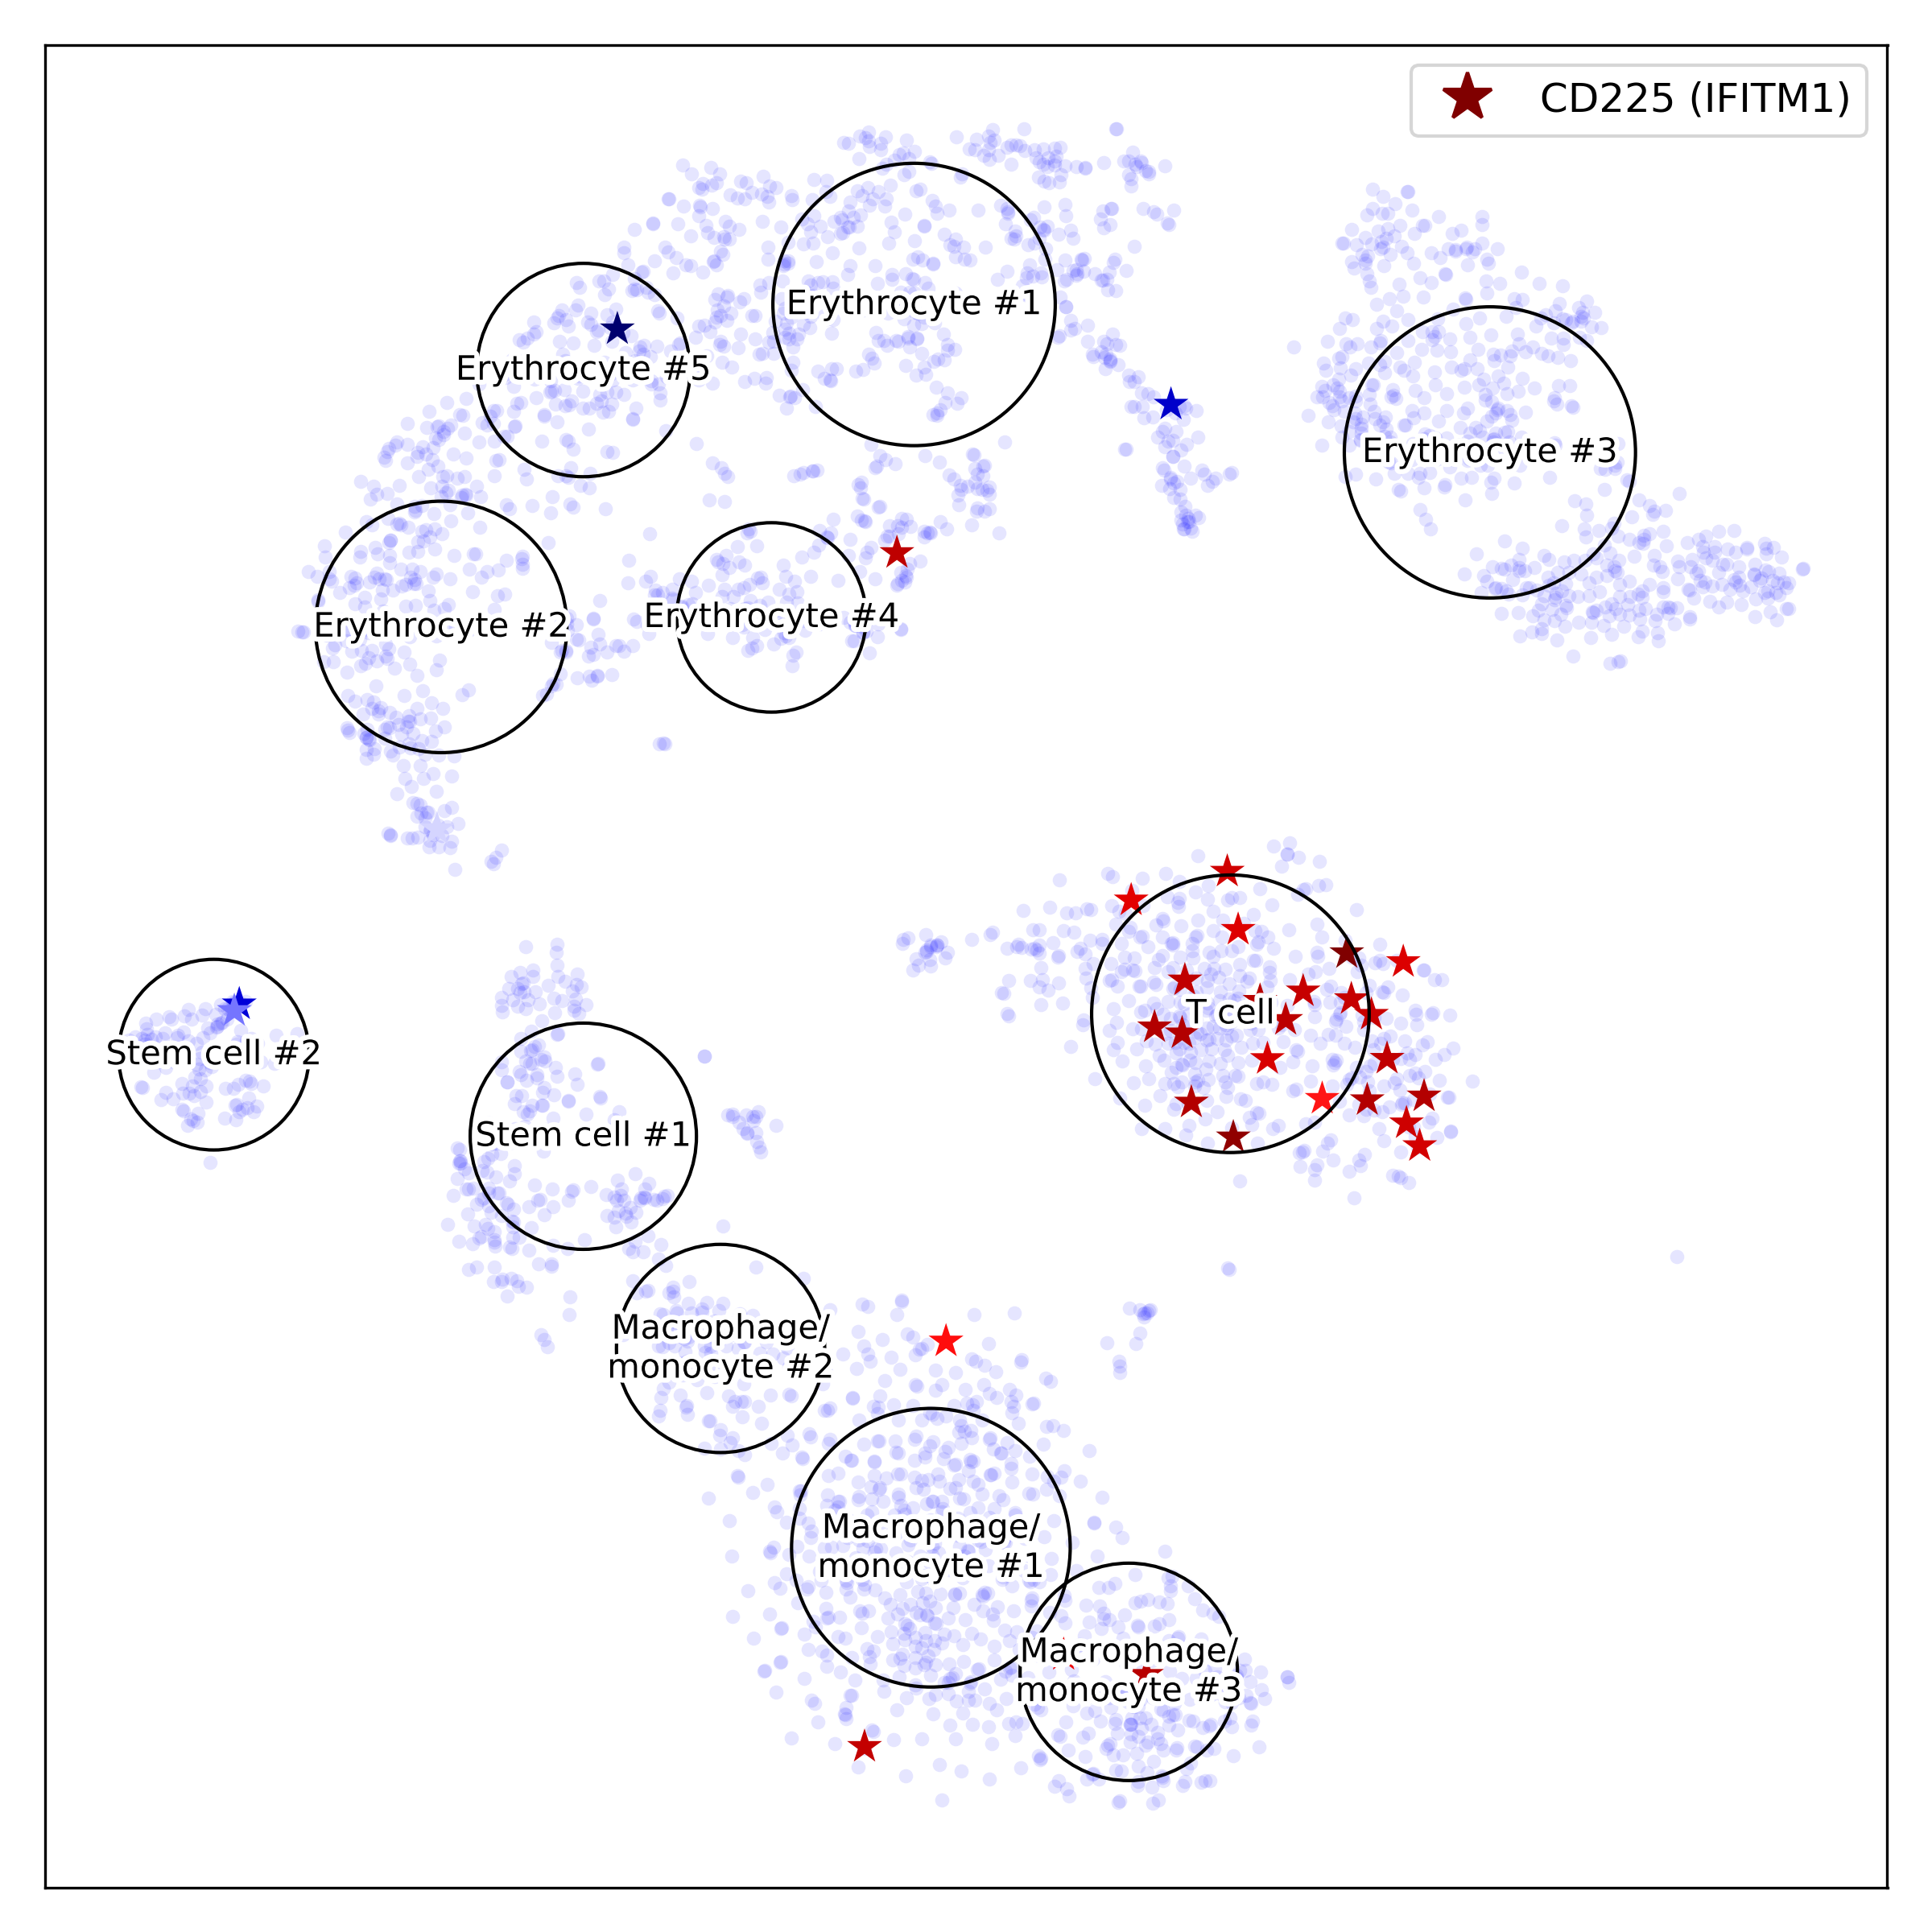 CD225 (IFITM1)
Erythrocyte #1
Erythrocyte #5
Erythrocyte #3
Erythrocyte #2
Erythrocyte #4
T cell
Stem cell #2
Stem cell #1
Macrophage/
monocyte #2
Macrophage/
monocyte #1
Macrophage/
monocyte #3